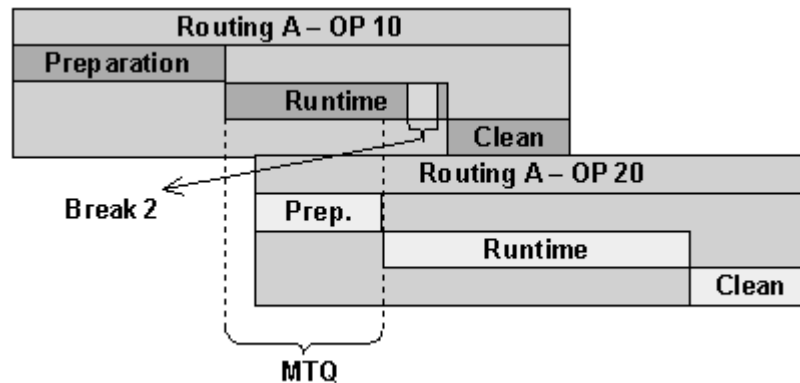 Routing A – OP 10
Preparation
Runtime
Clean
Routing A – OP 20
Break 2
Prep.
Runtime
Clean
MTQ